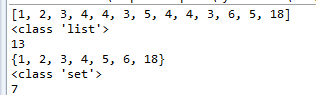 [1, 2, 3, 4, 4, 3, 5, 4, 4, 3, 6, 5, 18]
<class 'list'>
13
{1, 2, 3, 4, 5, 6, 18}
<class 'set'>
7